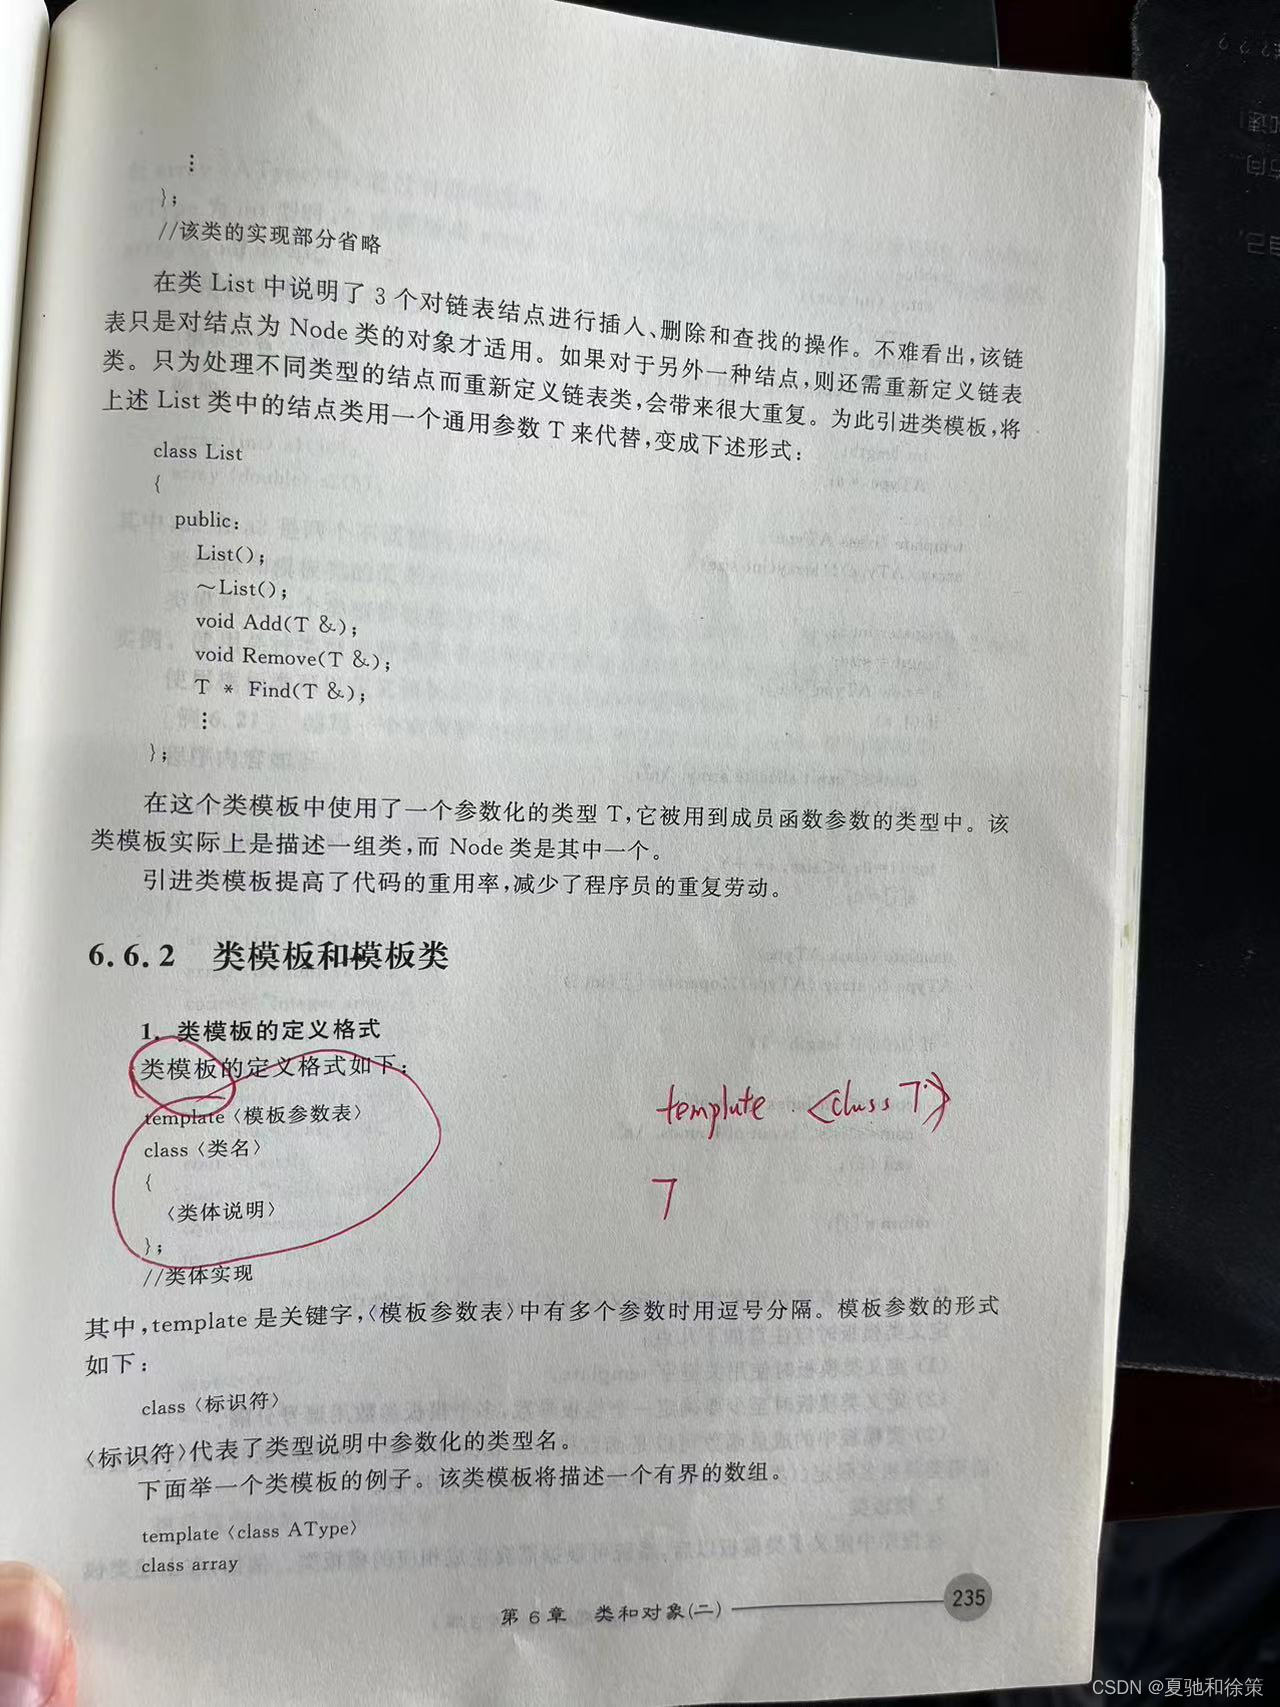 ⋮
};
//该类的实现部分省略
在类 List 中说明了 3 个对链表结点进行插入、删除和查找的操作。不难看出,该链
表只是对结点为 Node 类的对象才适用。如果对于另外一种结点,则还需重新定义链表
类。只为处理不同类型的结点而重新定义链表类,会带来很大重复。为此引进类模板,将
上述 List 类中的结点类用一个通用参数 T 来代替,变成下述形式:
class List
{
public:
List();
~List();
void Add(T &);
void Remove(T &);
T * Find(T &);
⋮
};
在这个类模板中使用了一个参数化的类型 T,它被用到成员函数参数的类型中。该
类模板实际上是描述一组类,而 Node 类是其中一个。
引进类模板提高了代码的重用率,减少了程序员的重复劳动。
6.6.2 类模板和模板类
1. 类模板的定义格式
类模板的定义格式如下:
template〈模板参数表〉
class〈类名〉
{
〈类体说明〉
};
//类体实现
template <class T>
T
其中,template 是关键字,〈模板参数表〉中有多个参数时用逗号分隔。模板参数的形式
如下:
class〈标识符〉
〈标识符〉代表了类型说明中参数化的类型名。
下面举一个类模板的例子。该类模板将描述一个有界的数组。
template〈class AType〉
class array
第 6 章 类和对象(二) 235
CSDN @夏驰和徐策